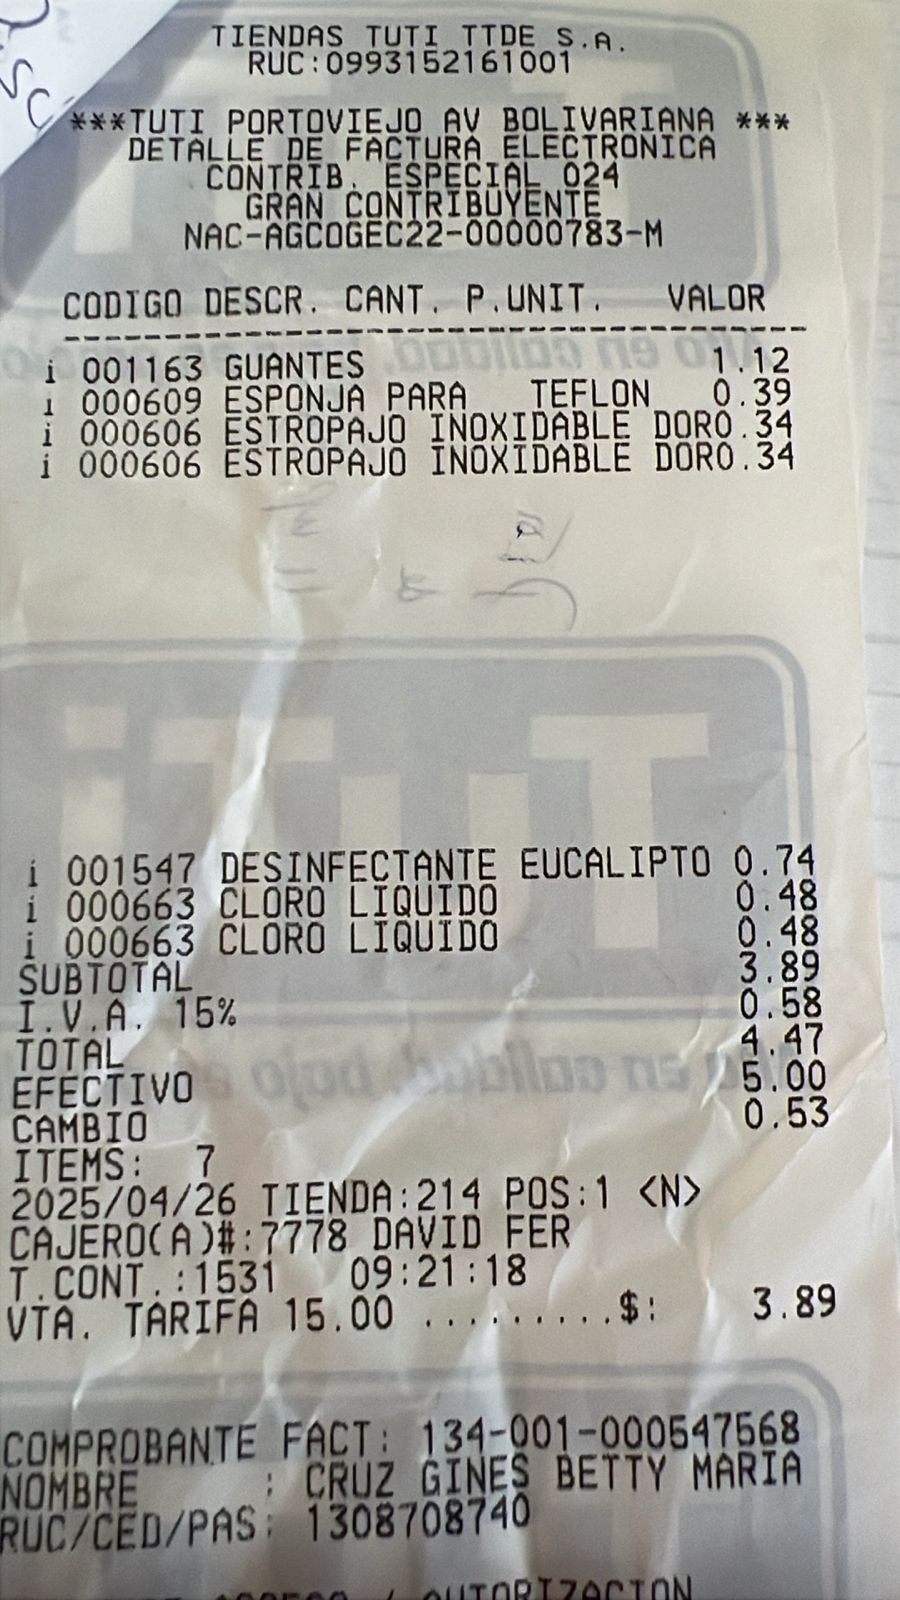 TIENDAS TUTI TTDE S.A.
RUC:0993152161001
***TUTI PORTOVIEJO AV BOLIVARIANA ***
DETALLE DE FACTURA ELECTRONICA
CONTRIB. ESPECIAL 024
GRAN CONTRIBUYENTE
NAC-AGCOGEC22-00000783-M
CODIGO DESCR. CANT. P.UNIT. VALOR
--------------------------------------
i 001163 GUANTES 1.12
i 000609 ESPONJA PARA TEFLON 0.39
i 000606 ESTROPAJO INOXIDABLE DORO.34
i 000606 ESTROPAJO INOXIDABLE DORO.34
TUTi
i 001547 DESINFECTANTE EUCALIPTO 0.74
i 000663 CLORO LIQUIDO 0.48
i 000663 CLORO LIQUIDO 0.48
SUBTOTAL 3.89
I.V.A. 15% 0.58
TOTAL 4.47
EFECTIVO 5.00
CAMBIO 0.53
ITEMS: 7
2025/04/26 TIENDA:214 POS:1 <N>
CAJERO(A)#:7778 DAVID FER
T.CONT.:1531 09:21:18
VTA. TARIFA 15.00 .........$: 3.89
COMPROBANTE FACT: 134-001-000547568
NOMBRE : CRUZ GINES BETTY MARIA
RUC/CED/PAS: 1308708740
/ AUTORIZACION